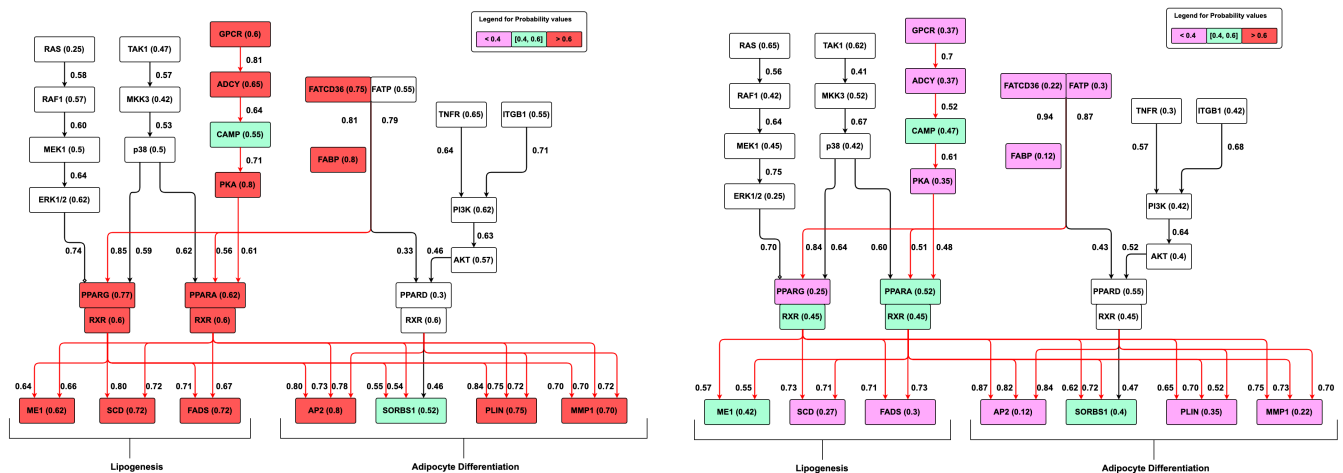 Legend for Probability values
< 0.4 [0.4, 0.6] > 0.6
GPCR (0.6)
RAS (0.25) TAK1 (0.47)
0.81
0.58 0.57
ADCY (0.65)
FATCD36 (0.75) FATP (0.55)
RAF1 (0.57) MKK3 (0.42)
0.64
TNFR (0.65) ITGB1 (0.55)
0.60 0.53
0.81 0.79
CAMP (0.55)
MEK1 (0.5) p38 (0.5)
0.71
0.64 0.71
FABP (0.8)
0.64
PKA (0.8)
ERK1/2 (0.62)
PI3K (0.62)
0.63
0.74 0.85 0.59 0.62 0.56 0.61 0.33 0.46
AKT (0.57)
PPARG (0.77) PPARA (0.62) PPARD (0.3)
RXR (0.6) RXR (0.6) RXR (0.6)
0.64 0.66 0.80 0.72 0.71 0.67 0.80 0.73 0.78 0.55 0.54 0.46 0.84 0.75 0.72 0.70 0.70 0.72
ME1 (0.62) SCD (0.72) FADS (0.72) AP2 (0.8) SORBS1 (0.52) PLIN (0.75) MMP1 (0.70)
Lipogenesis Adipocyte Differentiation
Legend for Probability values
< 0.4 [0.4, 0.6] > 0.6
GPCR (0.37)
RAS (0.65) TAK1 (0.62)
0.7
0.56 0.41
ADCY (0.37)
FATCD36 (0.22) FATP (0.3)
RAF1 (0.42) MKK3 (0.52)
0.52
TNFR (0.3) ITGB1 (0.42)
0.64 0.67
0.94 0.87
CAMP (0.47)
MEK1 (0.45) p38 (0.42)
0.61
0.57 0.68
FABP (0.12)
0.75
PKA (0.35)
ERK1/2 (0.25)
PI3K (0.42)
0.64
0.70 0.84 0.64 0.60 0.51 0.48 0.43 0.52
AKT (0.4)
PPARG (0.25) PPARA (0.52) PPARD (0.55)
RXR (0.45) RXR (0.45) RXR (0.45)
0.57 0.55 0.73 0.71 0.71 0.73 0.87 0.82 0.84 0.62 0.72 0.47 0.65 0.70 0.52 0.75 0.73 0.70
ME1 (0.42) SCD (0.27) FADS (0.3) AP2 (0.12) SORBS1 (0.4) PLIN (0.35) MMP1 (0.22)
Lipogenesis Adipocyte Differentiation